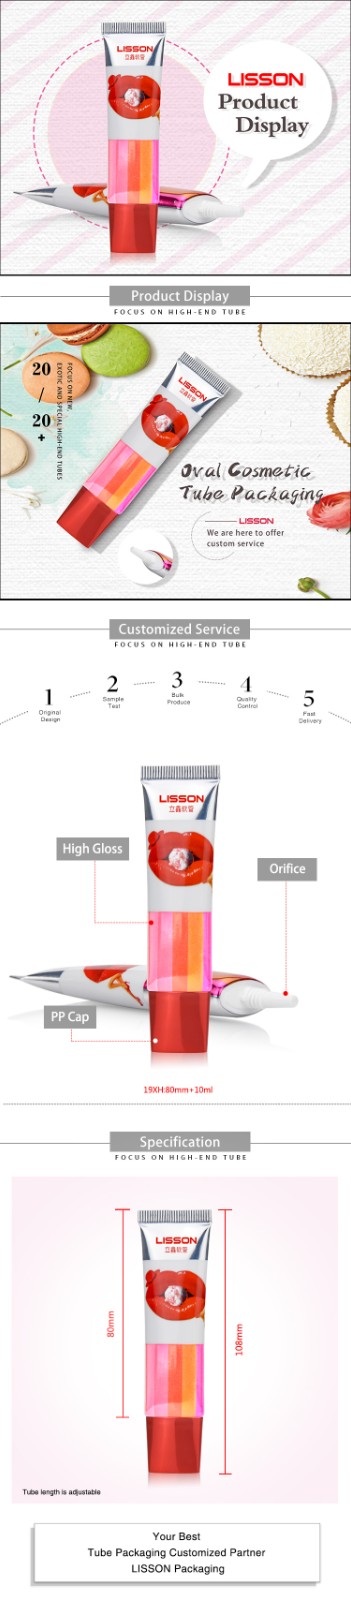 LISSON
立鑫软管
LISSON
Product
Display
Product Display
FOCUS ON HIGH-END TUBE
20
/
20
+
FOCUS ON NEW,
EXOTIC AND SPECIAL HIGH-END TUBES
LISSON
立鑫软管
Oval Cosmetic
Tube Packaging
LISSON
We are here to offer
custom service
Customized Service
FOCUS ON HIGH-END TUBE
1
Original
Design
2
Sample
Test
3
Bulk
Produce
4
Quality
Control
5
Fast
Delivery
LISSON
立鑫软管
High Gloss
Orifice
PP Cap
19XH:80mm+10ml
Specification
FOCUS ON HIGH-END TUBE
LISSON
立鑫软管
80mm
108mm
Tube length is adjustable
Your Best
Tube Packaging Customized Partner
LISSON Packaging